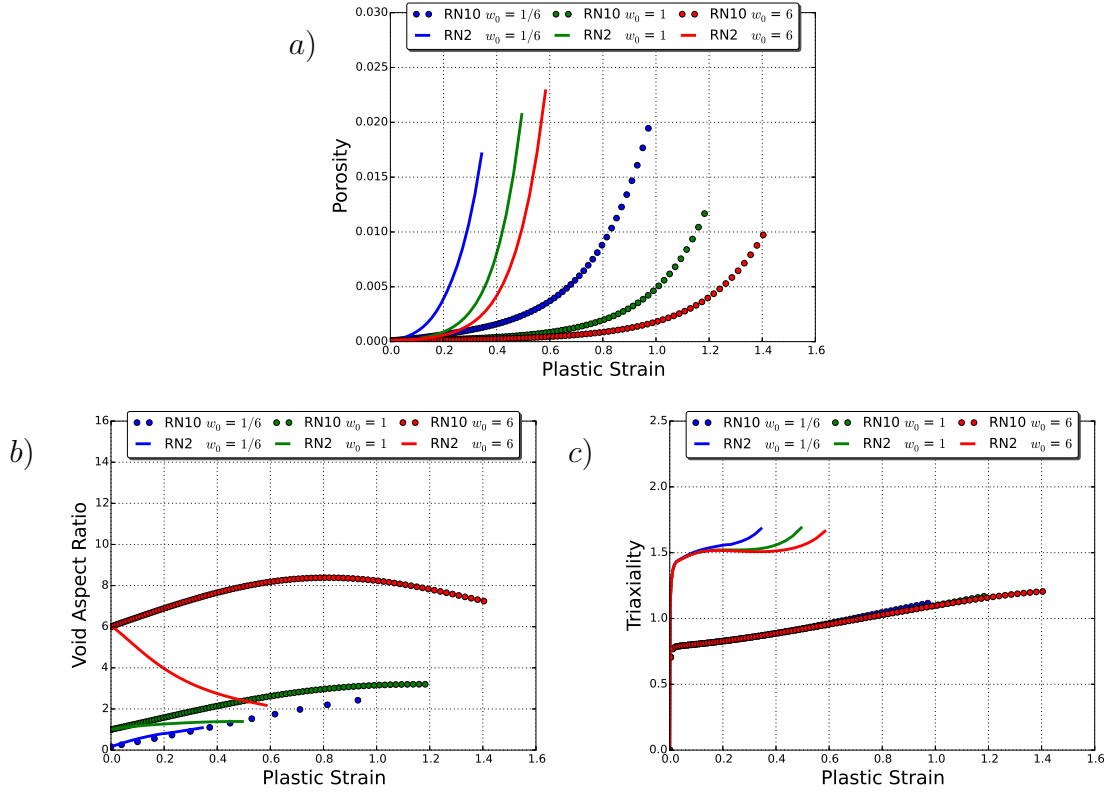 a)
RN10 w₀ = 1/6 RN10 w₀ = 1 RN10 w₀ = 6
RN2 w₀ = 1/6 RN2 w₀ = 1 RN2 w₀ = 6
0.030
0.025
0.020
0.015
0.010
0.005
0.000
Porosity
0.0 0.2 0.4 0.6 0.8 1.0 1.2 1.4 1.6
Plastic Strain
b)
RN10 w₀ = 1/6 RN10 w₀ = 1 RN10 w₀ = 6
RN2 w₀ = 1/6 RN2 w₀ = 1 RN2 w₀ = 6
16
14
12
10
8
6
4
2
0
Void Aspect Ratio
0.0 0.2 0.4 0.6 0.8 1.0 1.2 1.4 1.6
Plastic Strain
c)
RN10 w₀ = 1/6 RN10 w₀ = 1 RN10 w₀ = 6
RN2 w₀ = 1/6 RN2 w₀ = 1 RN2 w₀ = 6
2.5
2.0
1.5
1.0
0.5
0.0
Triaxiality
0.0 0.2 0.4 0.6 0.8 1.0 1.2 1.4 1.6
Plastic Strain